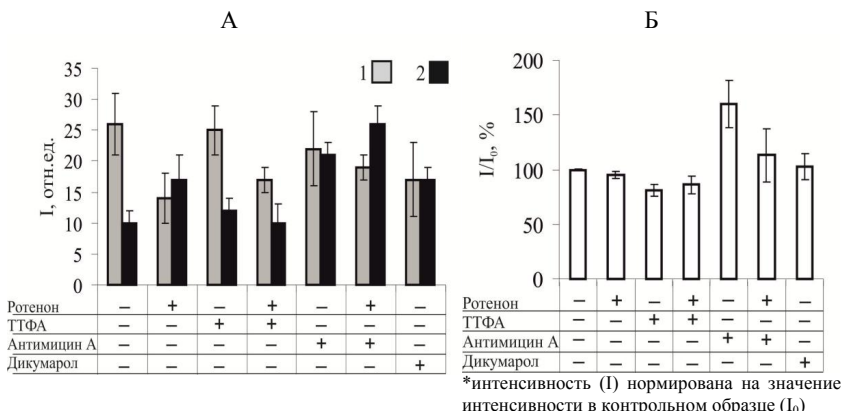 А
Б
35
30
25
20
15
10
5
0
I, отн.ед.
1
2
Ротенон – + – + – + –
ТТФА – – + + – – –
Антимицин А – – – – + + –
Дикумарол – – – – – – +
200
150
100
50
0
I/I₀, %
Ротенон – + – + – + –
ТТФА – – + + – – –
Антимицин А – – – – + + –
Дикумарол – – – – – – +
*интенсивность (I) нормирована на значение
интенсивности в контрольном образце (I₀)